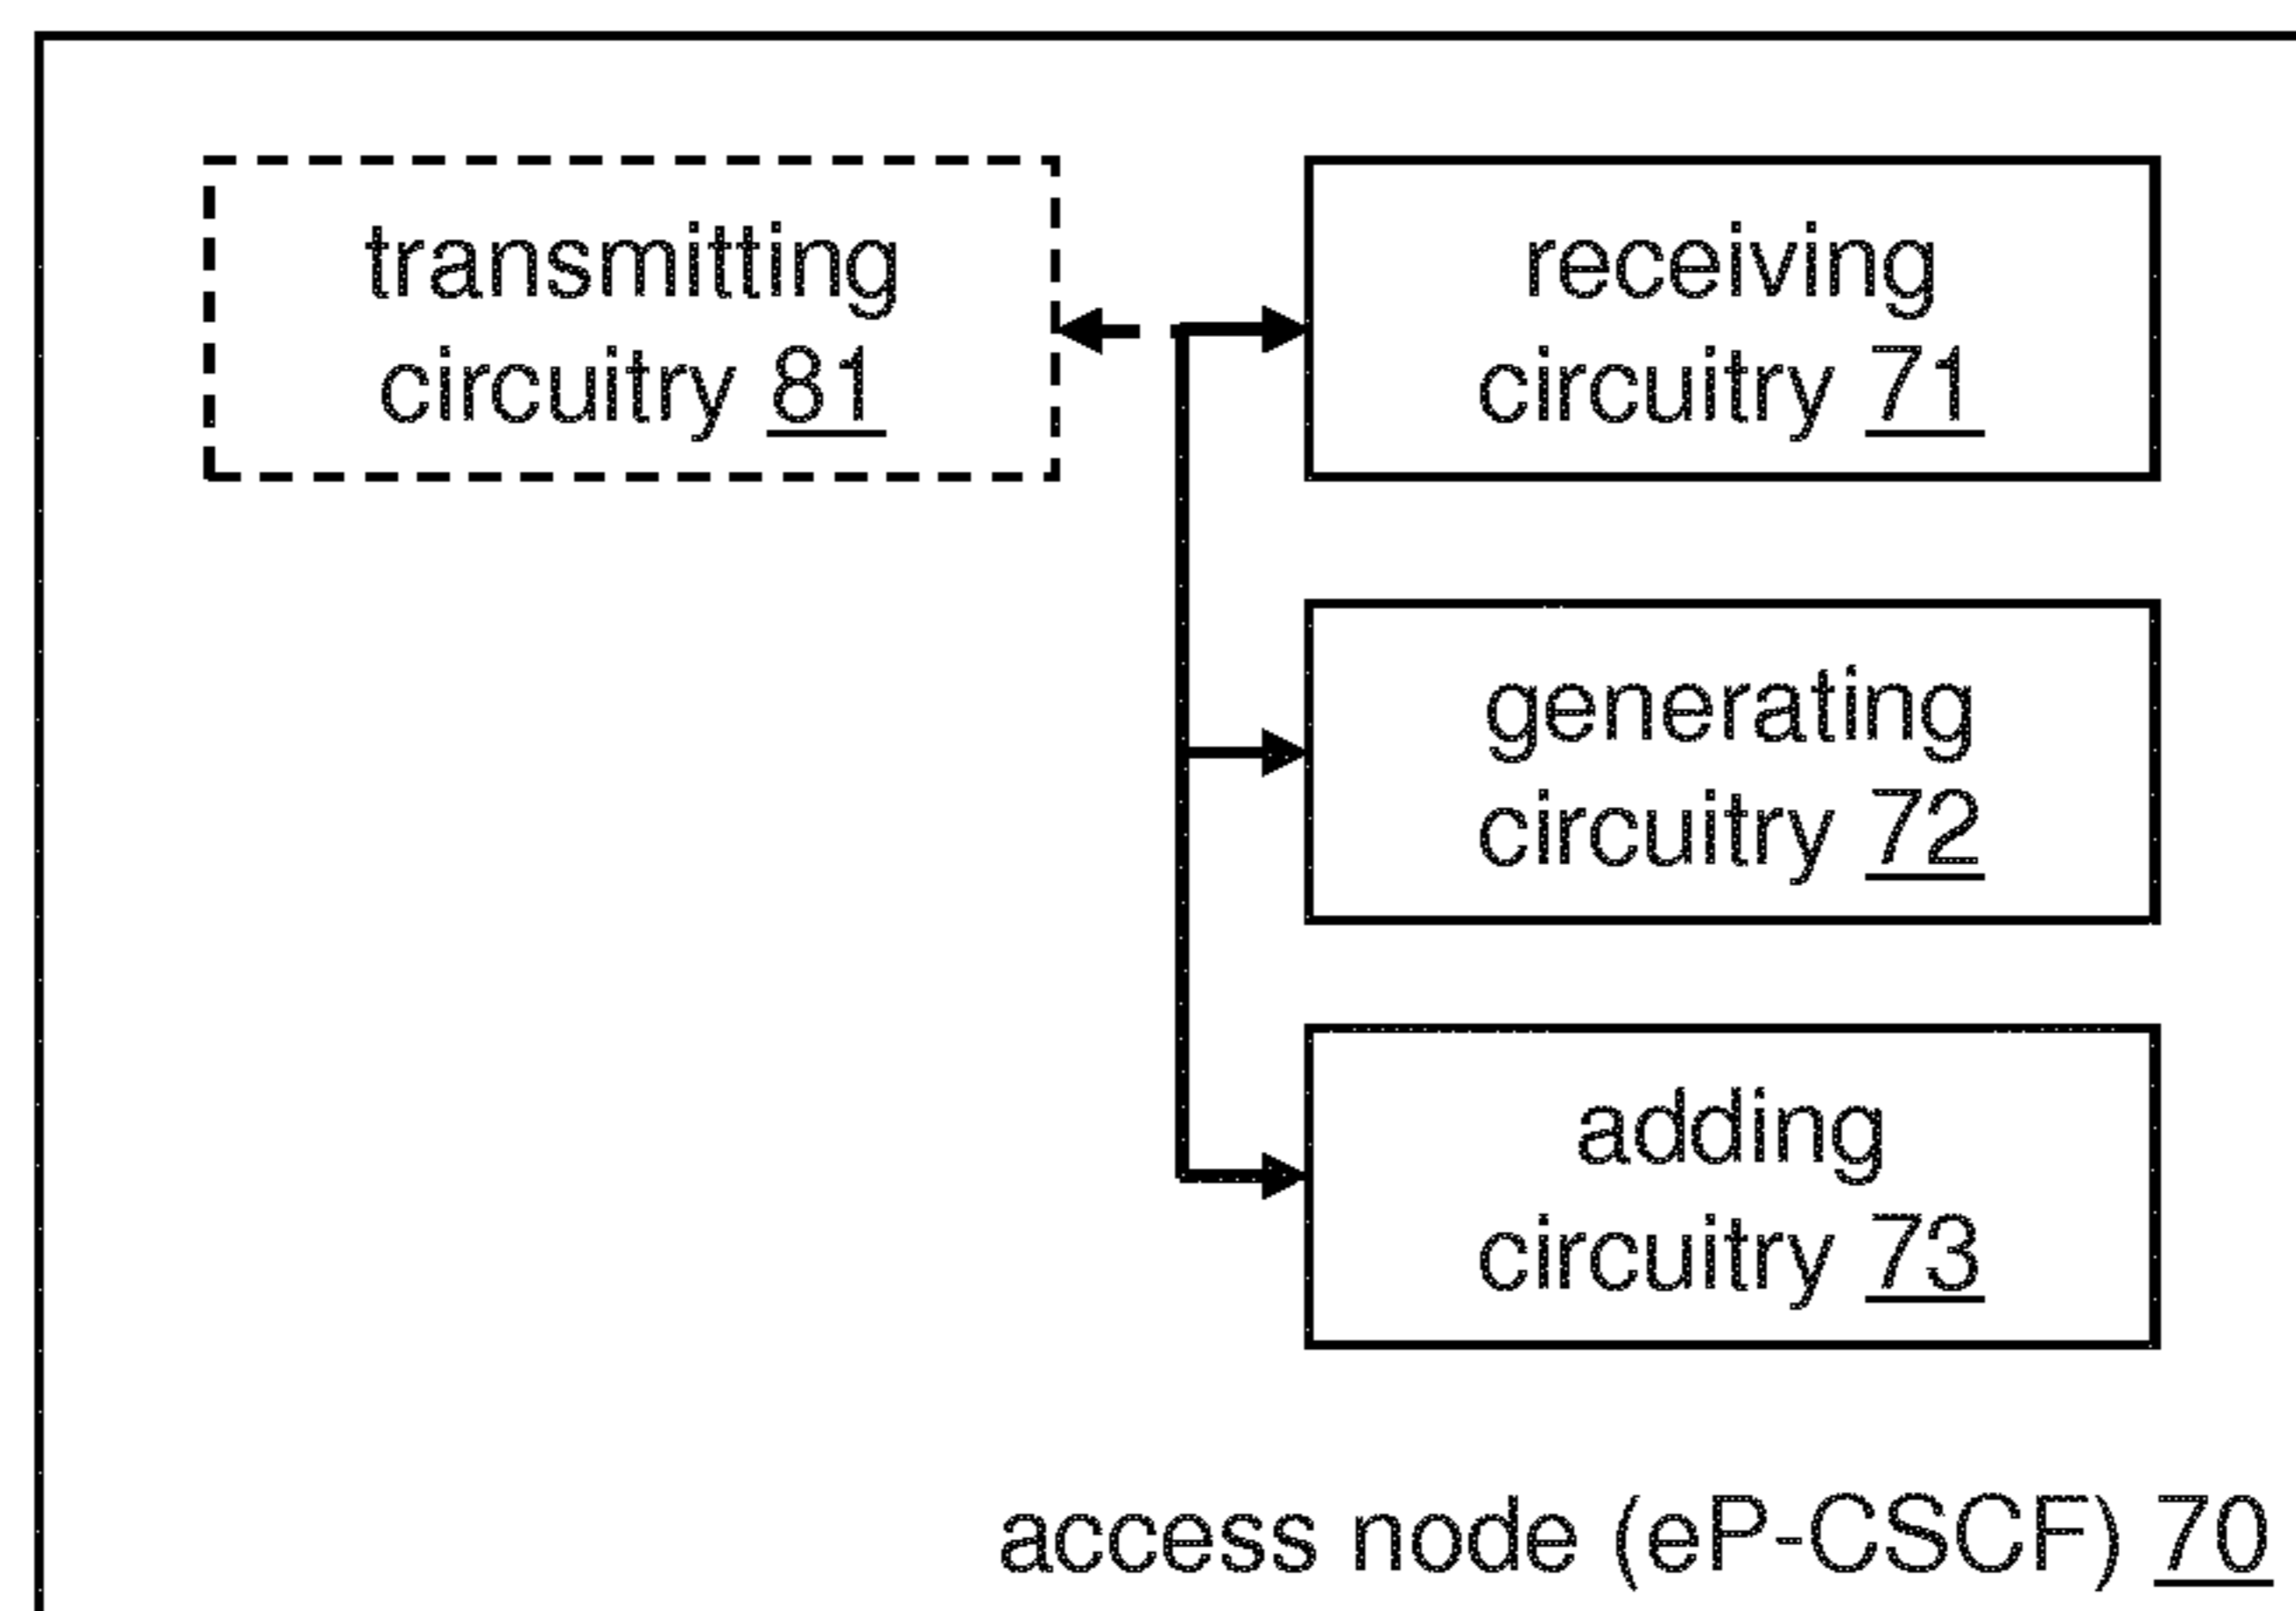 transmitting
circuitry 81
receiving
circuitry 71
generating
circuitry 72
adding
circuitry 73
access node (eP-CSCF) 70